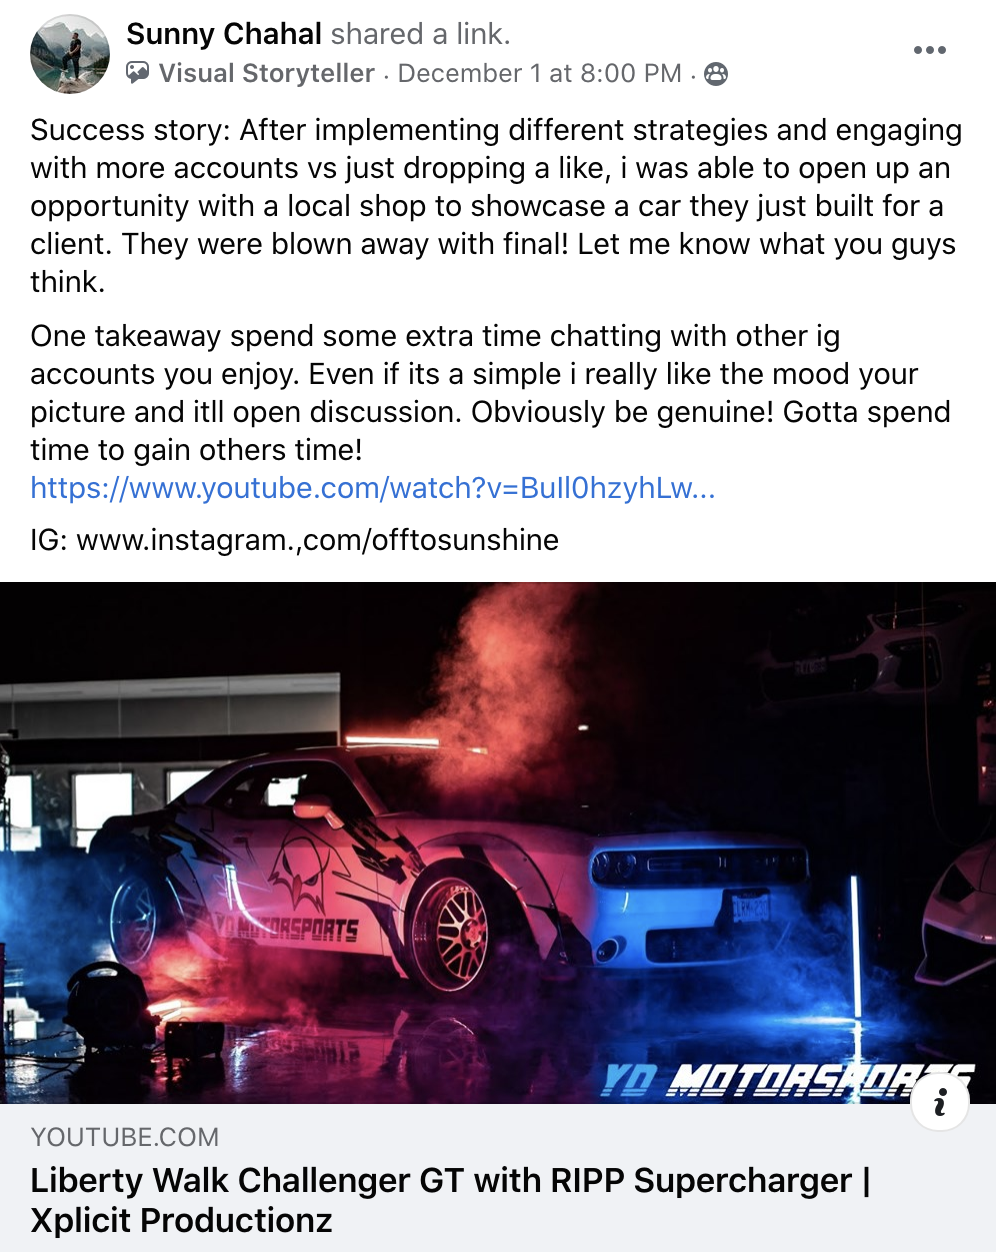 Sunny Chahal shared a link.
Visual Storyteller · December 1 at 8:00 PM ·
Success story: After implementing different strategies and engaging
with more accounts vs just dropping a like, i was able to open up an
opportunity with a local shop to showcase a car they just built for a
client. They were blown away with final! Let me know what you guys
think.
One takeaway spend some extra time chatting with other ig
accounts you enjoy. Even if its a simple i really like the mood your
picture and itll open discussion. Obviously be genuine! Gotta spend
time to gain others time!
https://www.youtube.com/watch?v=BuIl0hzyhLw...
IG: www.instagram.,com/offtosunshine
YD MOTORSPORTS
YD MOTORSPORTS
YOUTUBE.COM
Liberty Walk Challenger GT with RIPP Supercharger |
Xplicit Productionz